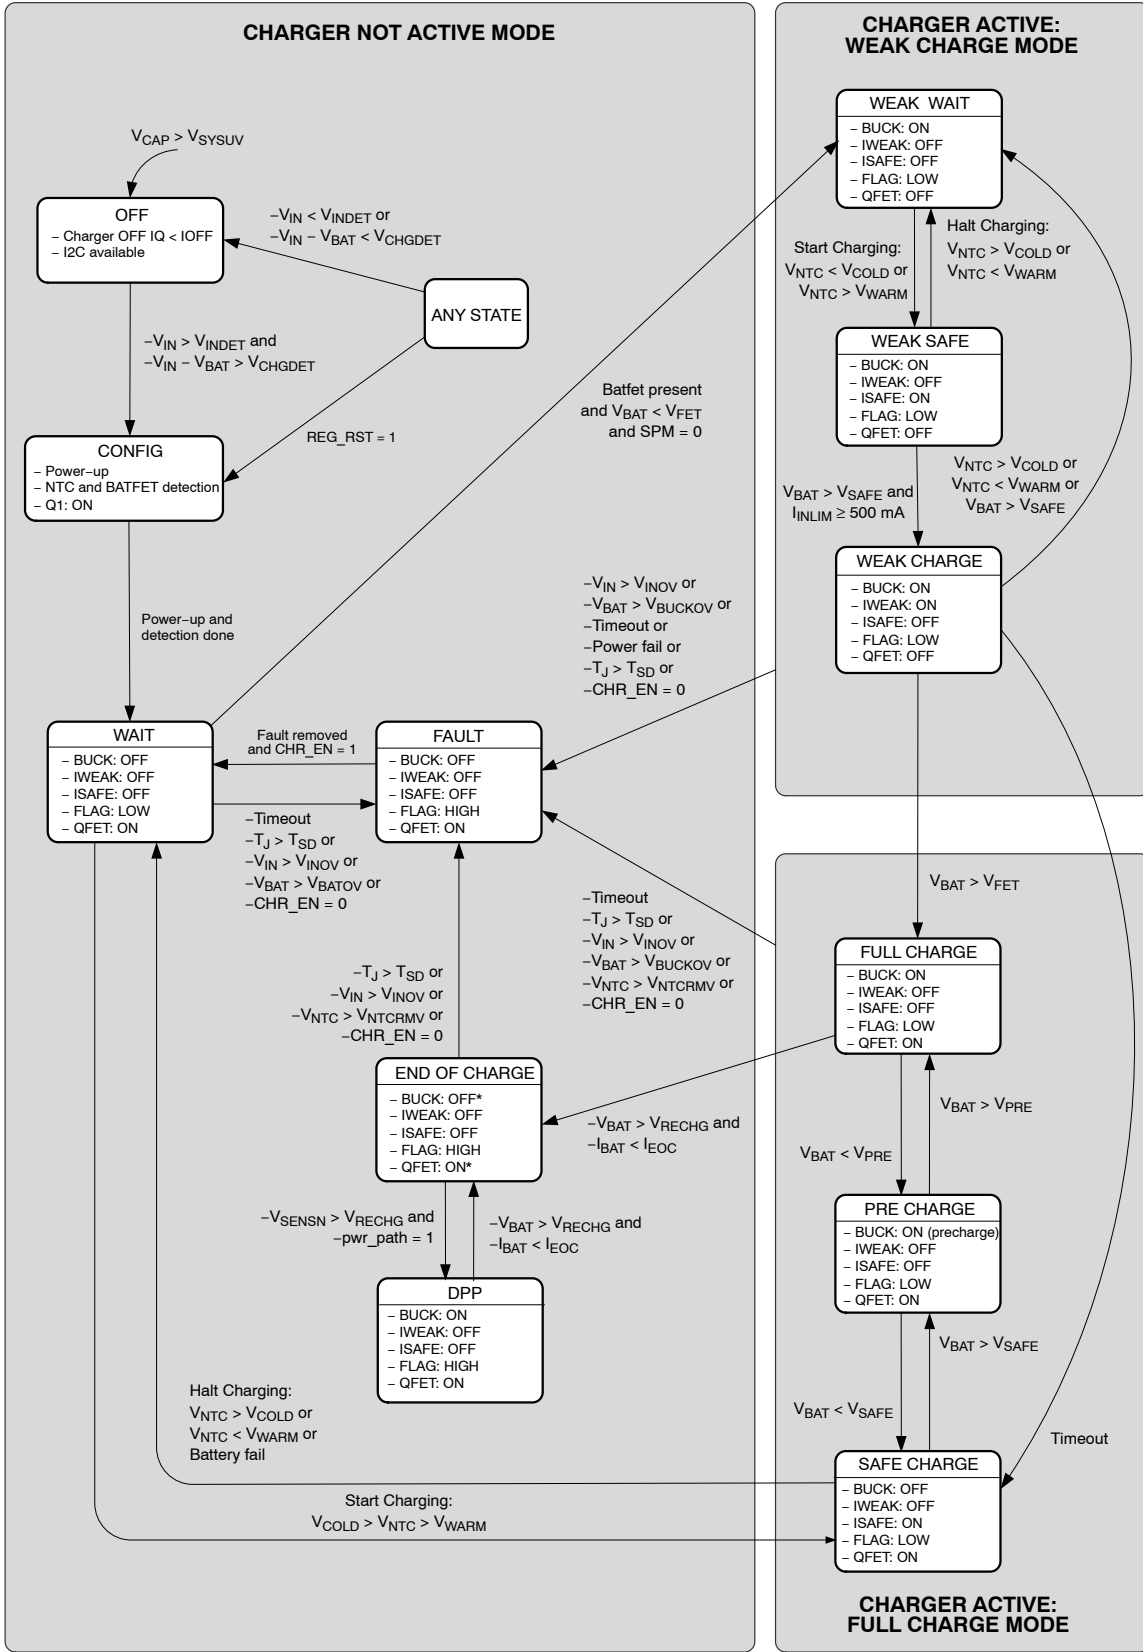 CHARGER NOT ACTIVE MODE
VCAP > VSYSUV
OFF
– Charger OFF IQ < IOFF
– I2C available
–VIN < VINDET or
–VIN – VBAT < VCHGDET
ANY STATE
–VIN > VINDET and
–VIN – VBAT > VCHGDET
REG_RST = 1
CONFIG
– Power–up
– NTC and BATFET detection
– Q1: ON
Power–up and
detection done
Batfet present
and VBAT < VFET
and SPM = 0
–VIN > VINOV or
–VBAT > VBUCKOV or
–Timeout or
–Power fail or
–TJ > TSD or
–CHR_EN = 0
WAIT
– BUCK: OFF
– IWEAK: OFF
– ISAFE: OFF
– FLAG: LOW
– QFET: ON
Fault removed
and CHR_EN = 1
FAULT
– BUCK: OFF
– IWEAK: OFF
– ISAFE: OFF
– FLAG: HIGH
– QFET: ON
–Timeout
–TJ > TSD or
–VIN > VINOV or
–VBAT > VBATOV or
–CHR_EN = 0
–Timeout
–TJ > TSD or
–VIN > VINOV or
–VBAT > VBUCKOV or
–VNTC > VNTCRMV or
–CHR_EN = 0
–TJ > TSD or
–VIN > VINOV or
–VNTC > VNTCRMV or
–CHR_EN = 0
END OF CHARGE
– BUCK: OFF*
– IWEAK: OFF
– ISAFE: OFF
– FLAG: HIGH
– QFET: ON*
–VBAT > VRECHG and
–IBAT < IEOC
–VSENSN > VRECHG and
–pwr_path = 1
–VBAT > VRECHG and
–IBAT < IEOC
DPP
– BUCK: ON
– IWEAK: OFF
– ISAFE: OFF
– FLAG: HIGH
– QFET: ON
Halt Charging:
VNTC > VCOLD or
VNTC < VWARM or
Battery fail
Start Charging:
VCOLD > VNTC > VWARM
CHARGER ACTIVE:
WEAK CHARGE MODE
WEAK WAIT
– BUCK: ON
– IWEAK: OFF
– ISAFE: OFF
– FLAG: LOW
– QFET: OFF
Start Charging:
VNTC < VCOLD or
VNTC > VWARM
Halt Charging:
VNTC > VCOLD or
VNTC < VWARM
WEAK SAFE
– BUCK: ON
– IWEAK: OFF
– ISAFE: ON
– FLAG: LOW
– QFET: OFF
VBAT > VSAFE and
IINLIM ≥ 500 mA
VNTC > VCOLD or
VNTC < VWARM or
VBAT > VSAFE
WEAK CHARGE
– BUCK: ON
– IWEAK: ON
– ISAFE: OFF
– FLAG: LOW
– QFET: OFF
VBAT > VFET
FULL CHARGE
– BUCK: ON
– IWEAK: OFF
– ISAFE: OFF
– FLAG: LOW
– QFET: ON
VBAT < VPRE
VBAT > VPRE
PRE CHARGE
– BUCK: ON (precharge)
– IWEAK: OFF
– ISAFE: OFF
– FLAG: LOW
– QFET: ON
VBAT < VSAFE
VBAT > VSAFE
Timeout
SAFE CHARGE
– BUCK: OFF
– IWEAK: OFF
– ISAFE: ON
– FLAG: LOW
– QFET: ON
CHARGER ACTIVE:
FULL CHARGE MODE